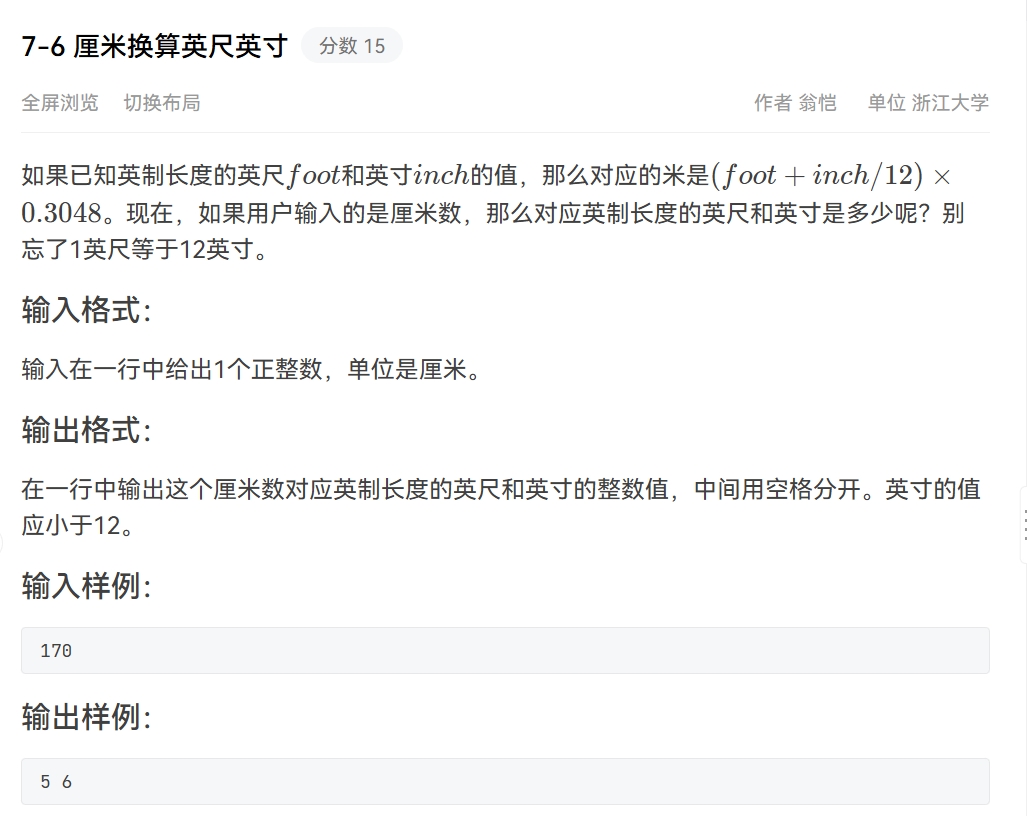 7-6 厘米换算英尺英寸 分数 15
全屏浏览 切换布局 作者 翁恺 单位 浙江大学
如果已知英制长度的英尺foot和英寸inch的值，那么对应的米是(foot + inch/12) ×
0.3048。现在，如果用户输入的是厘米数，那么对应英制长度的英尺和英寸是多少呢？别
忘了1英尺等于12英寸。
输入格式：
输入在一行中给出1个正整数，单位是厘米。
输出格式：
在一行中输出这个厘米数对应英制长度的英尺和英寸的整数值，中间用空格分开。英寸的值
应小于12。
输入样例：
170
输出样例：
5 6